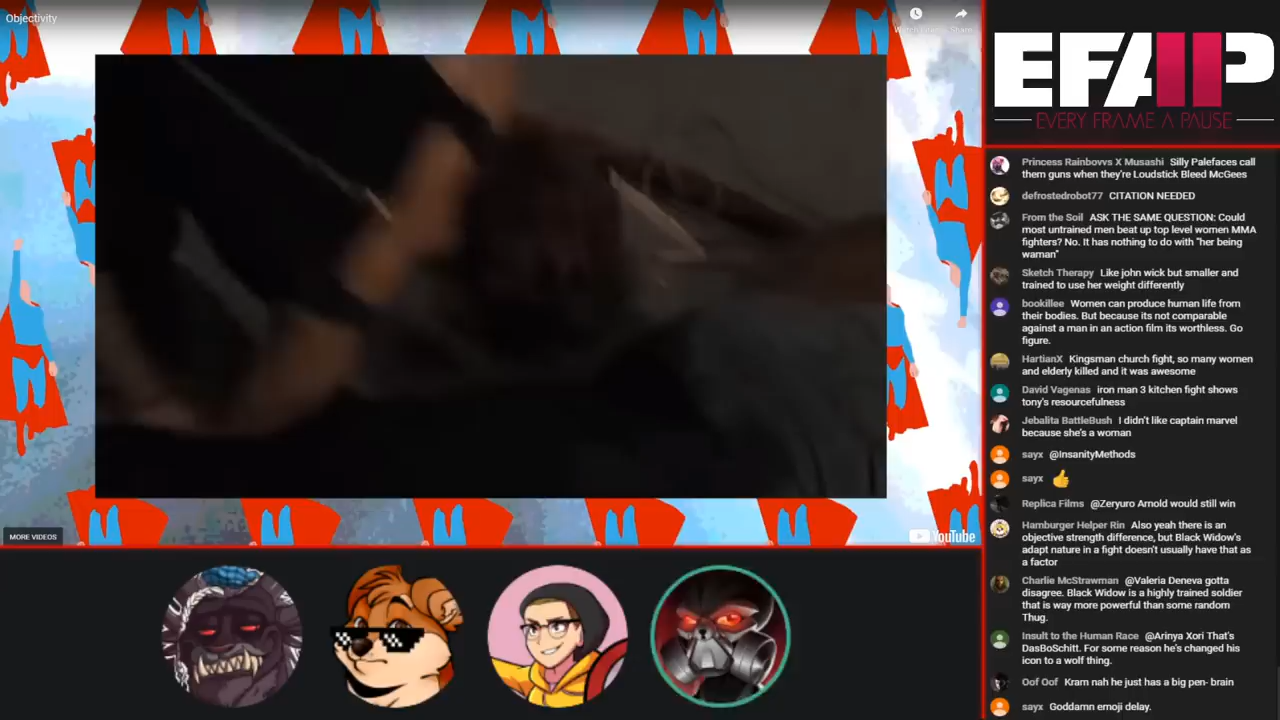 Objectivity
Watch later Share
MORE VIDEOS
YouTube
EFAP
EVERY FRAME A PAUSE
Princess Rainbovvs X Musashi Silly Palefaces call
them guns when they're Loudstick Bleed McGees
defrostedrobot77 CITATION NEEDED
From the Soil ASK THE SAME QUESTION: Could
most untrained men beat up top level women MMA
fighters? No. It has nothing to do with "her being
waman"
Sketch Therapy Like john wick but smaller and
trained to use her weight differently
bookillee Women can produce human life from
their bodies. But because its not comparable
against a man in an action film its worthless. Go
figure.
HartianX Kingsman church fight, so many women
and elderly killed and it was awesome
David Vagenas iron man 3 kitchen fight shows
tony's resourcefulness
Jebalita BattleBush I didn't like captain marvel
because she's a woman
sayx @InsanityMethods
sayx 👍
Replica Films @Zeryuro Arnold would still win
Hamburger Helper Rin Also yeah there is an
objective strength difference, but Black Widow's
adapt nature in a fight doesn't usually have that as
a factor
Charlie McStrawman @Valeria Deneva gotta
disagree. Black Widow is a highly trained soldier
that is way more powerful than some random
Thug.
Insult to the Human Race @Arinya Xori That's
DasBoSchitt. For some reason he's changed his
icon to a wolf thing.
Oof Oof Kram nah he just has a big pen- brain
sayx Goddamn emoji delay.